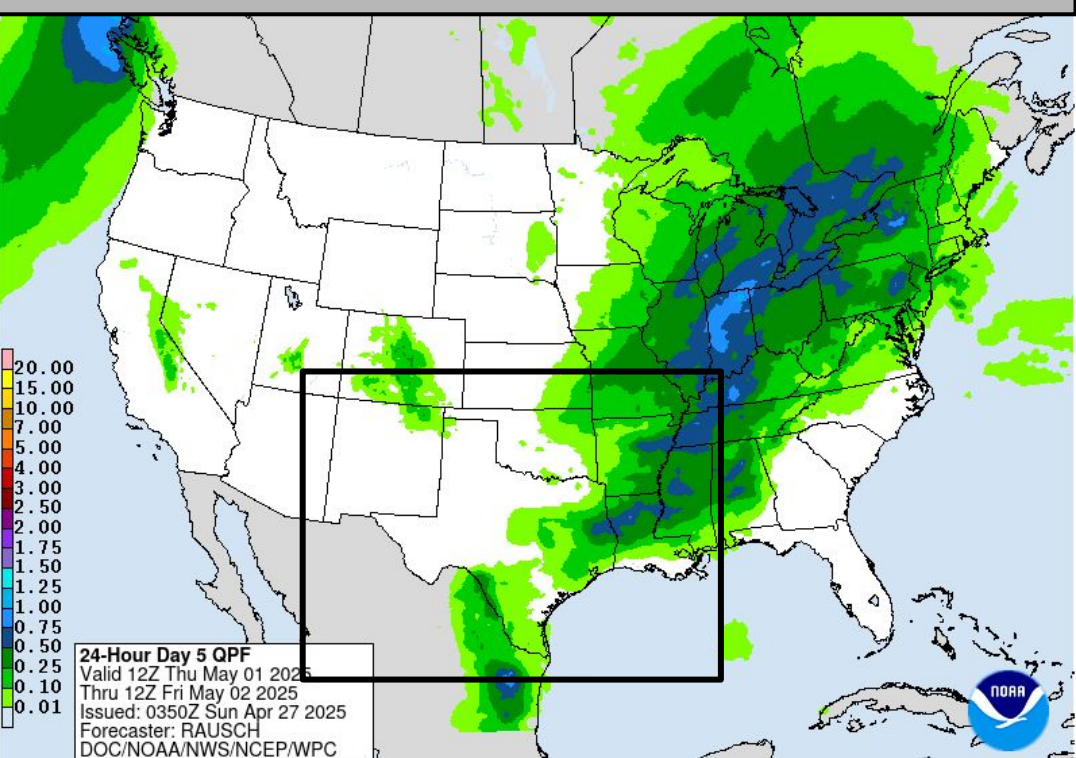 20.00
15.00
10.00
7.00
5.00
4.00
3.00
2.50
2.00
1.75
1.50
1.25
1.00
0.75
0.50
0.25
0.10
0.01
24-Hour Day 5 QPF
Valid 12Z Thu May 01 2025
Thru 12Z Fri May 02 2025
Issued: 0350Z Sun Apr 27 2025
Forecaster: RAUSCH
DOC/NOAA/NWS/NCEP/WPC
NOAA